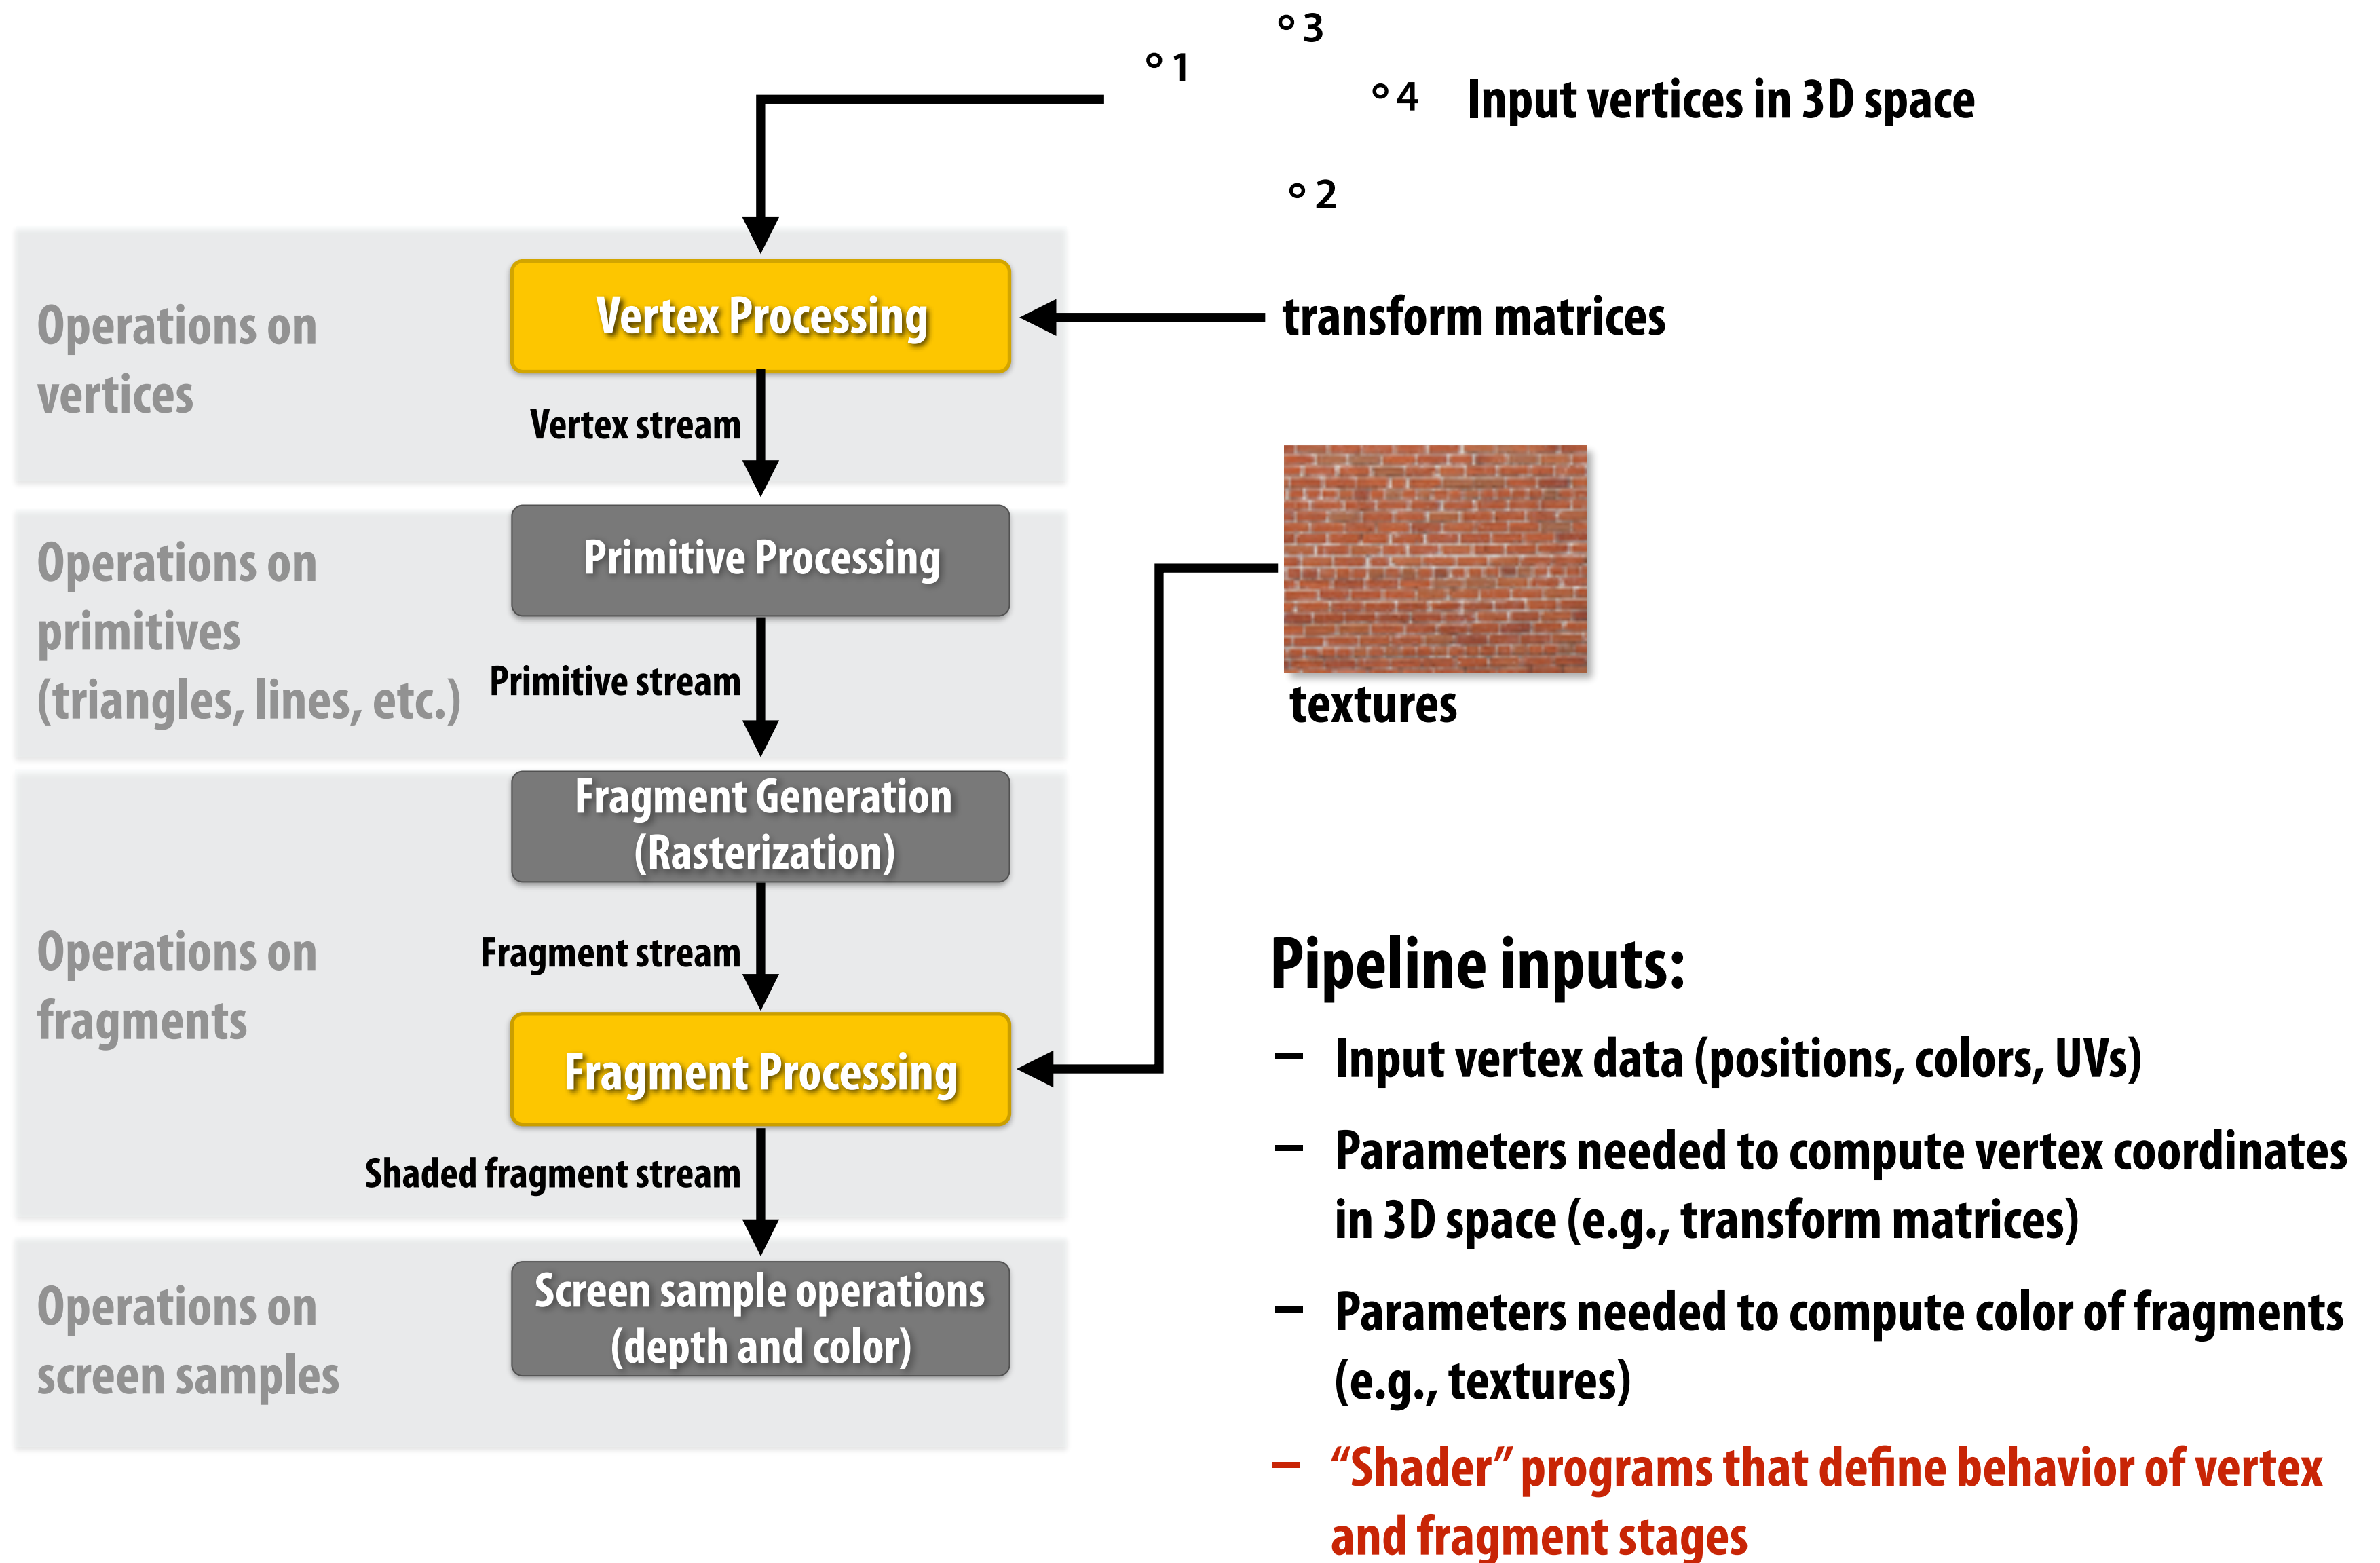 3
1
4 Input vertices in 3D space
2
Operations on
vertices
Vertex Processing
transform matrices
Vertex stream
Operations on
primitives
(triangles, lines, etc.)
Primitive Processing
Primitive stream
textures
Fragment Generation
(Rasterization)
Operations on
fragments
Fragment stream
Fragment Processing
Shaded fragment stream
Operations on
screen samples
Screen sample operations
(depth and color)
Pipeline inputs:
– Input vertex data (positions, colors, UVs)
– Parameters needed to compute vertex coordinates
in 3D space (e.g., transform matrices)
– Parameters needed to compute color of fragments
(e.g., textures)
– “Shader” programs that define behavior of vertex
and fragment stages